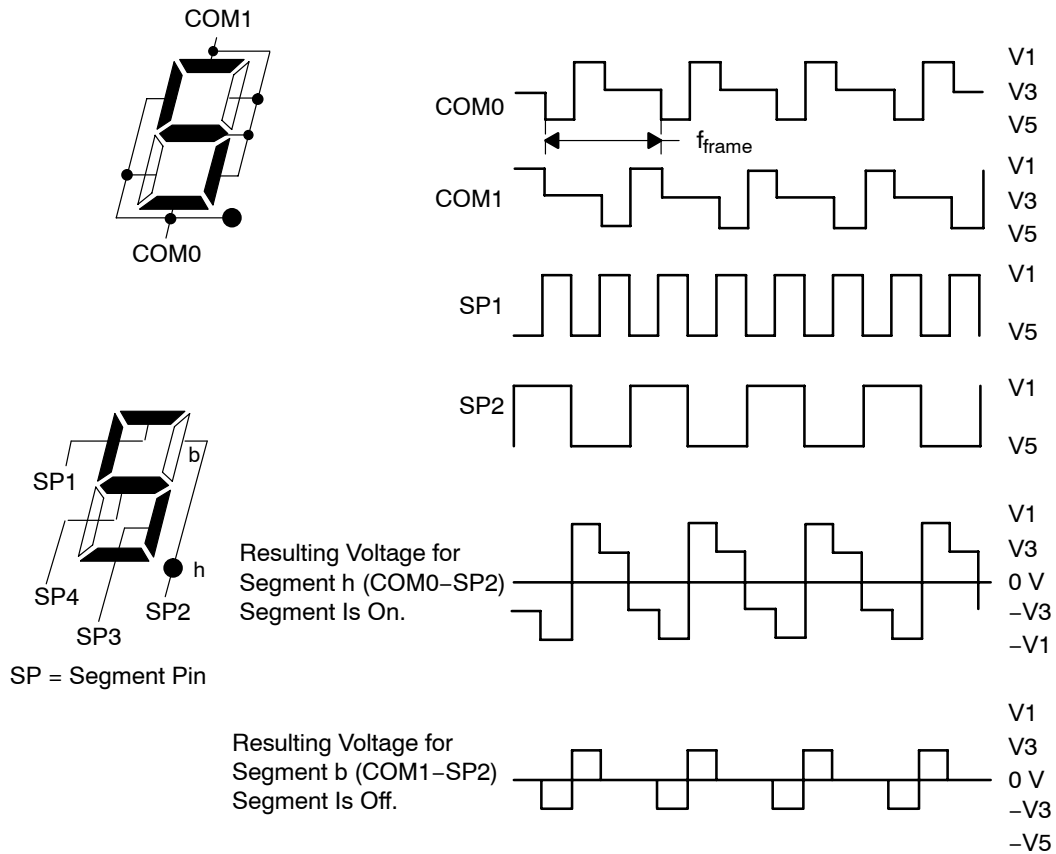 COM1
COM0
COM0
V1
V3
V5
f frame
COM1
V1
V3
V5
SP1
V1
V5
SP2
V1
V5
b
SP1
h
SP4
SP2
SP3
SP = Segment Pin
Resulting Voltage for
Segment h (COM0−SP2)
Segment Is On.
V1
V3
0 V
−V3
−V1
Resulting Voltage for
Segment b (COM1−SP2)
Segment Is Off.
V1
V3
0 V
−V3
−V5